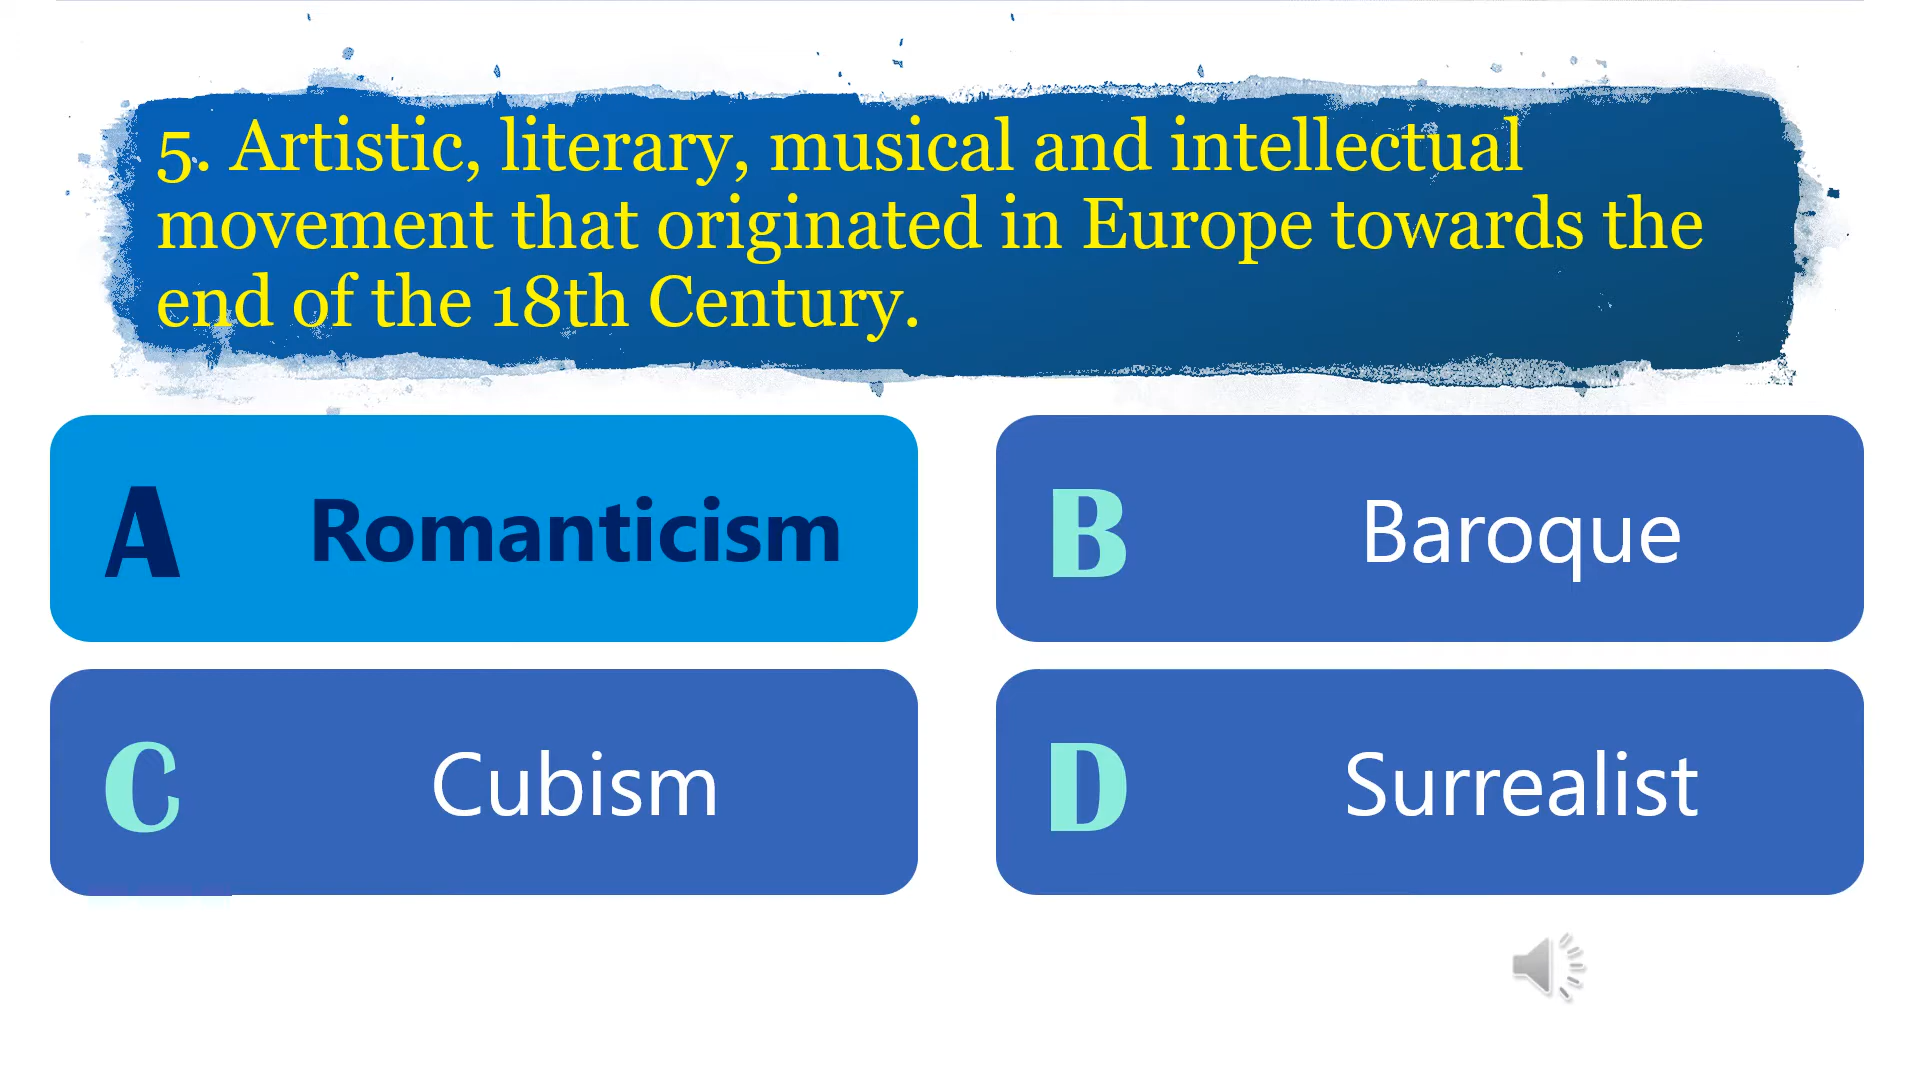 5. Artistic, literary, musical and intellectual
movement that originated in Europe towards the
end of the 18th Century.
A Romanticism
B Baroque
C Cubism
D Surrealist